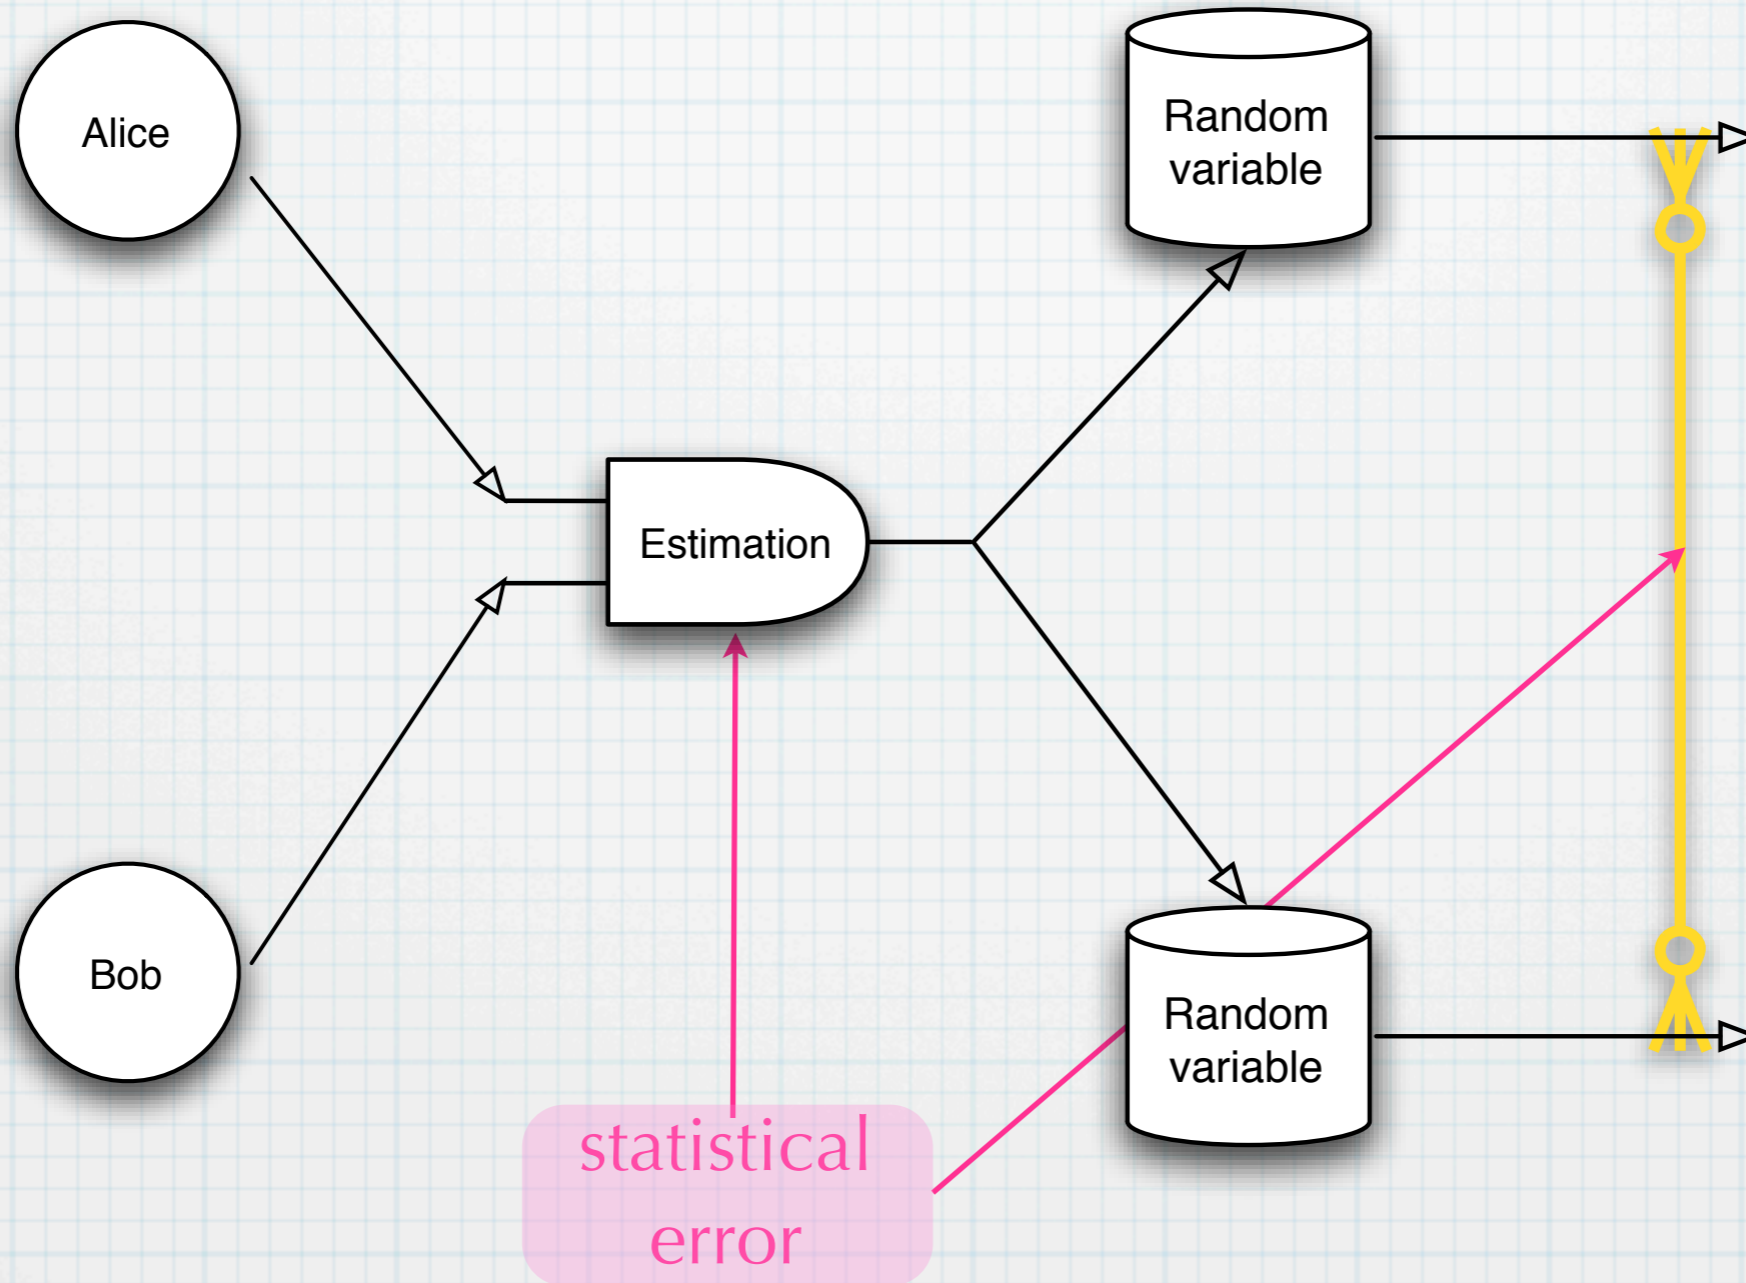 Alice
Random
variable
Estimation
Bob
Random
variable
statistical
error